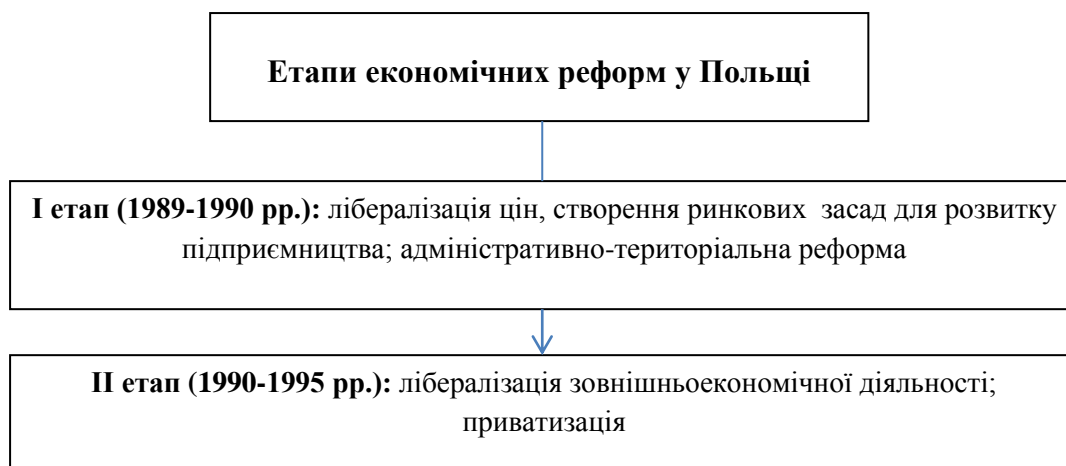 Етапи економічних реформ у Польщі
І етап (1989-1990 рр.): лібералізація цін, створення ринкових засад для розвитку
підприємництва; адміністративно-територіальна реформа
ІІ етап (1990-1995 рр.): лібералізація зовнішньоекономічної діяльності;
приватизація